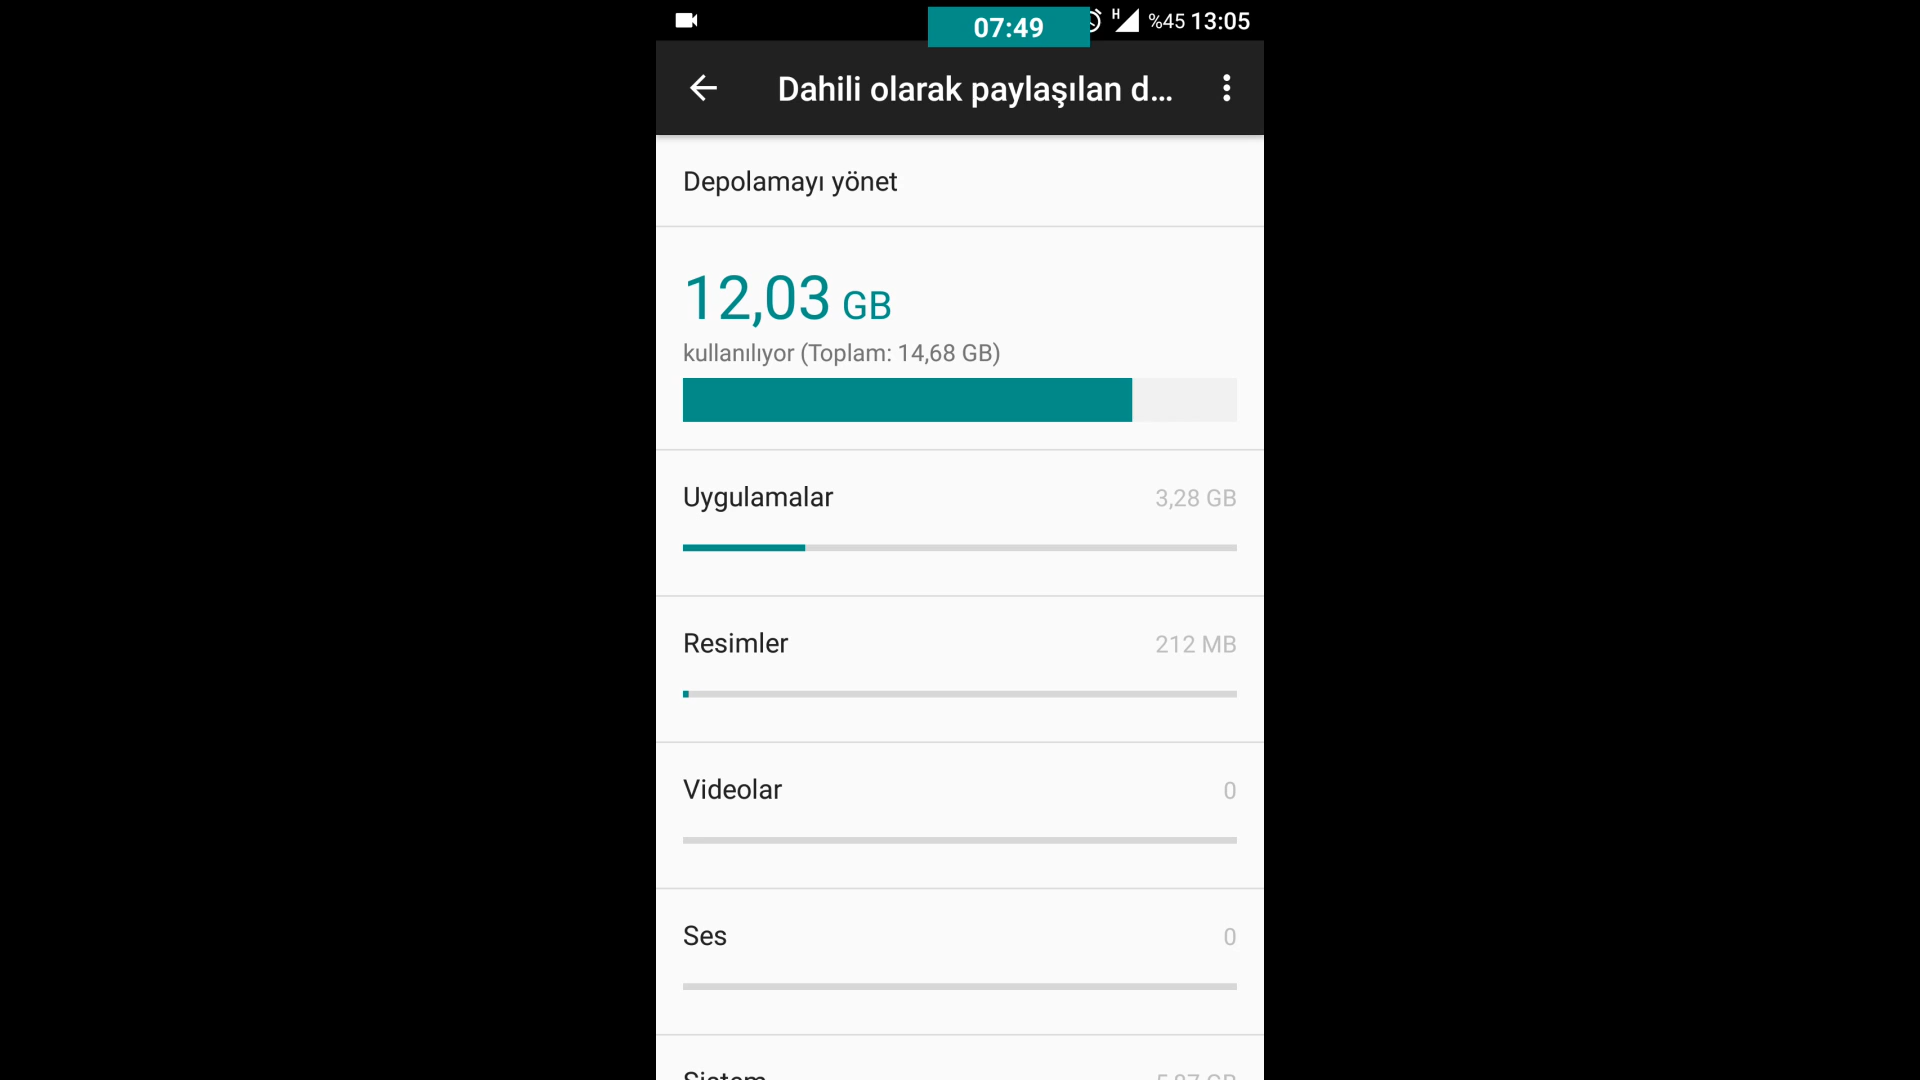 07:49
H %45 13:05
Dahili olarak paylaşılan d...
Depolamayı yönet
12,03 GB
kullanılıyor (Toplam: 14,68 GB)
Uygulamalar 3,28 GB
Resimler 212 MB
Videolar 0
Ses 0